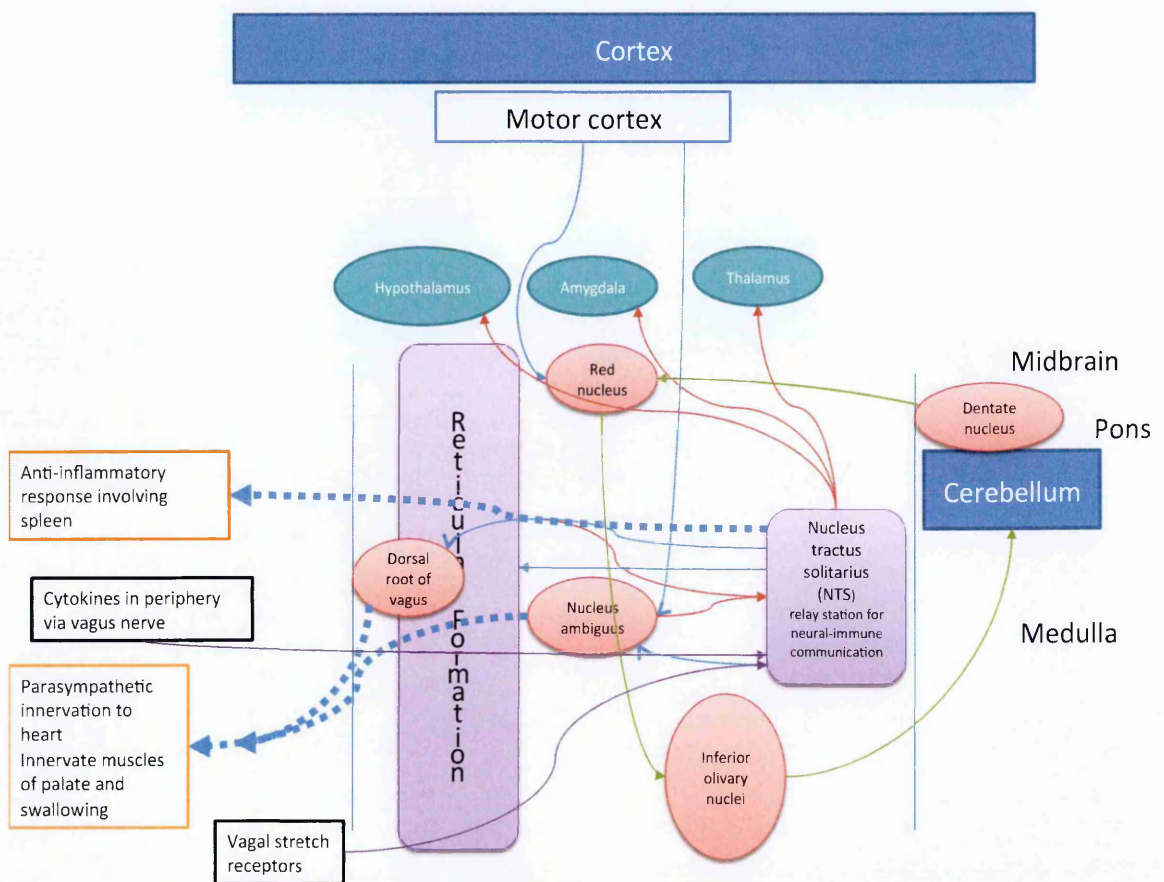 Cortex
Motor cortex
Hypothalamus
Amygdala
Thalamus
Midbrain
Red
nucleus
Dentate
nucleus
Pons
Reticular Formation
Anti-inflammatory
response involving
spleen
Cerebellum
Nucleus
tractus
solitarius
(NTS)
relay station for
neural-immune
communication
Dorsal
root of
vagus
Cytokines in periphery
via vagus nerve
Nucleus
ambiguus
Medulla
Parasympathetic
innervation to
heart
Innervate muscles
of palate and
swallowing
Inferior
olivary
nuclei
Vagal stretch
receptors